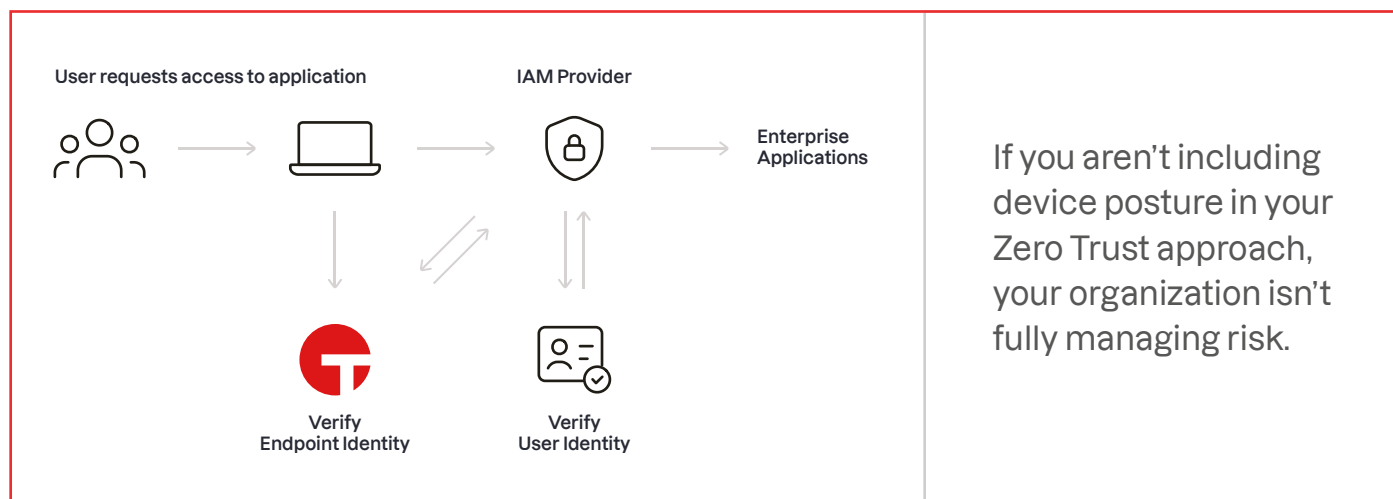 User requests access to application
IAM Provider
Enterprise
Applications
Verify
Endpoint Identity
Verify
User Identity
If you aren’t including
device posture in your
Zero Trust approach,
your organization isn’t
fully managing risk.